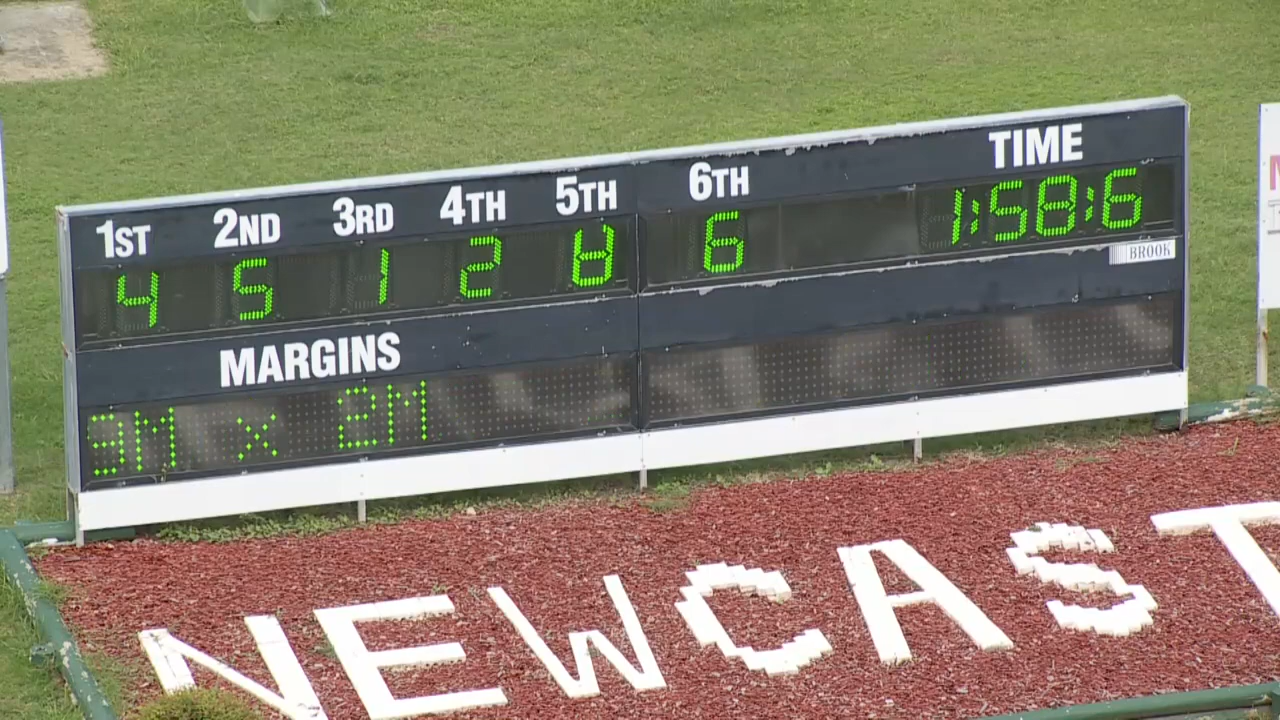 1ST 2ND 3RD 4TH 5TH 6TH TIME
4 5 1 2 8 6 1:58:6
BROOK
MARGINS
9M x 2M
NEWCAST